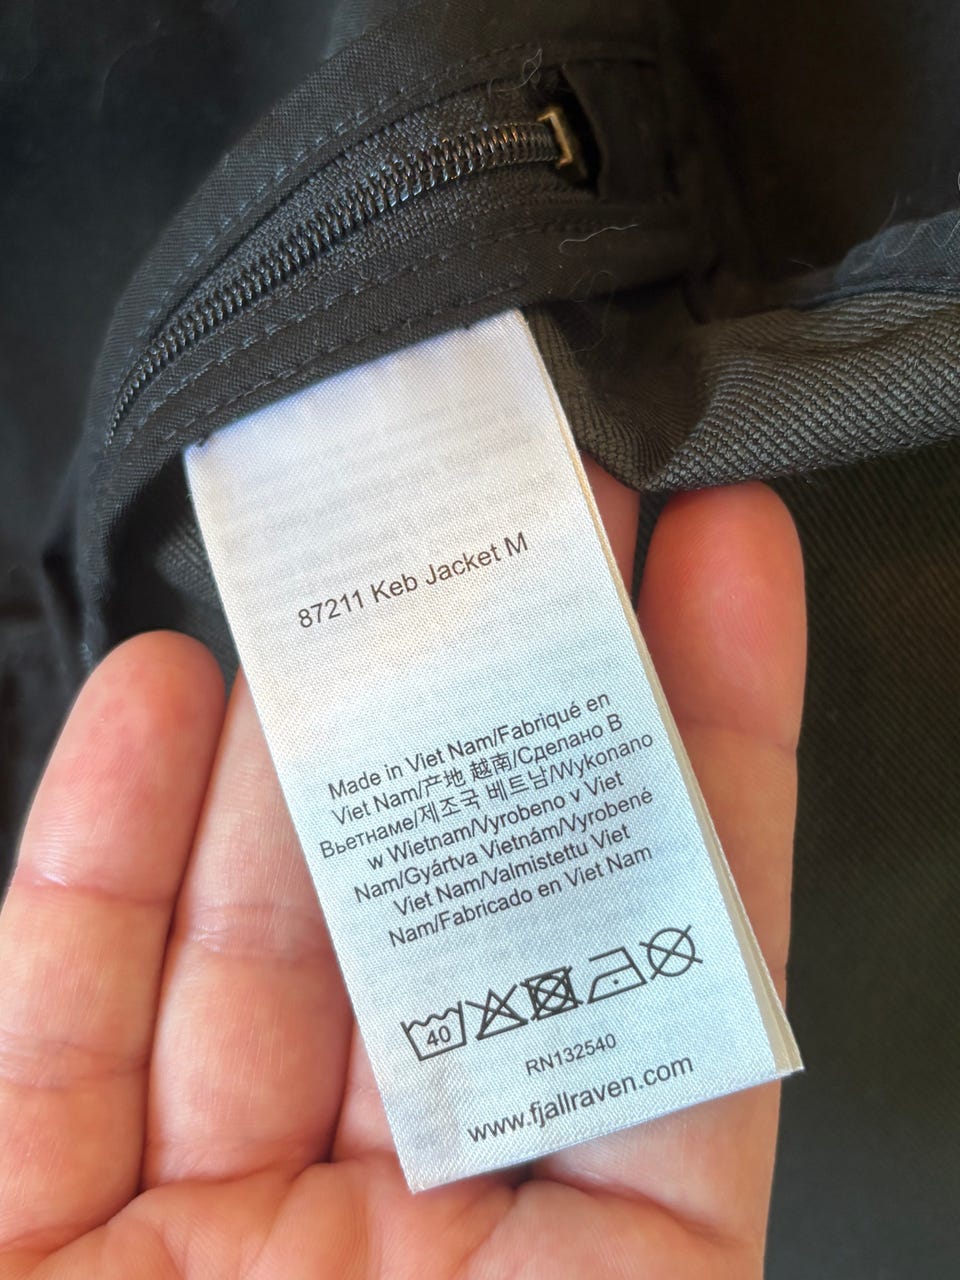 87211 Keb Jacket M
Made in Viet Nam/Fabriqué en
Viet Nam/产地 越南/Сделано В
Вьетнаме/제조국 베트남/Wykonano
w Wietnam/Vyrobeno v Viet
Nam/Gyártva Vietnám/Vyrobené
Viet Nam/Valmistettu Viet
Nam/Fabricado en Viet Nam
40
RN132540
www.fjallraven.com